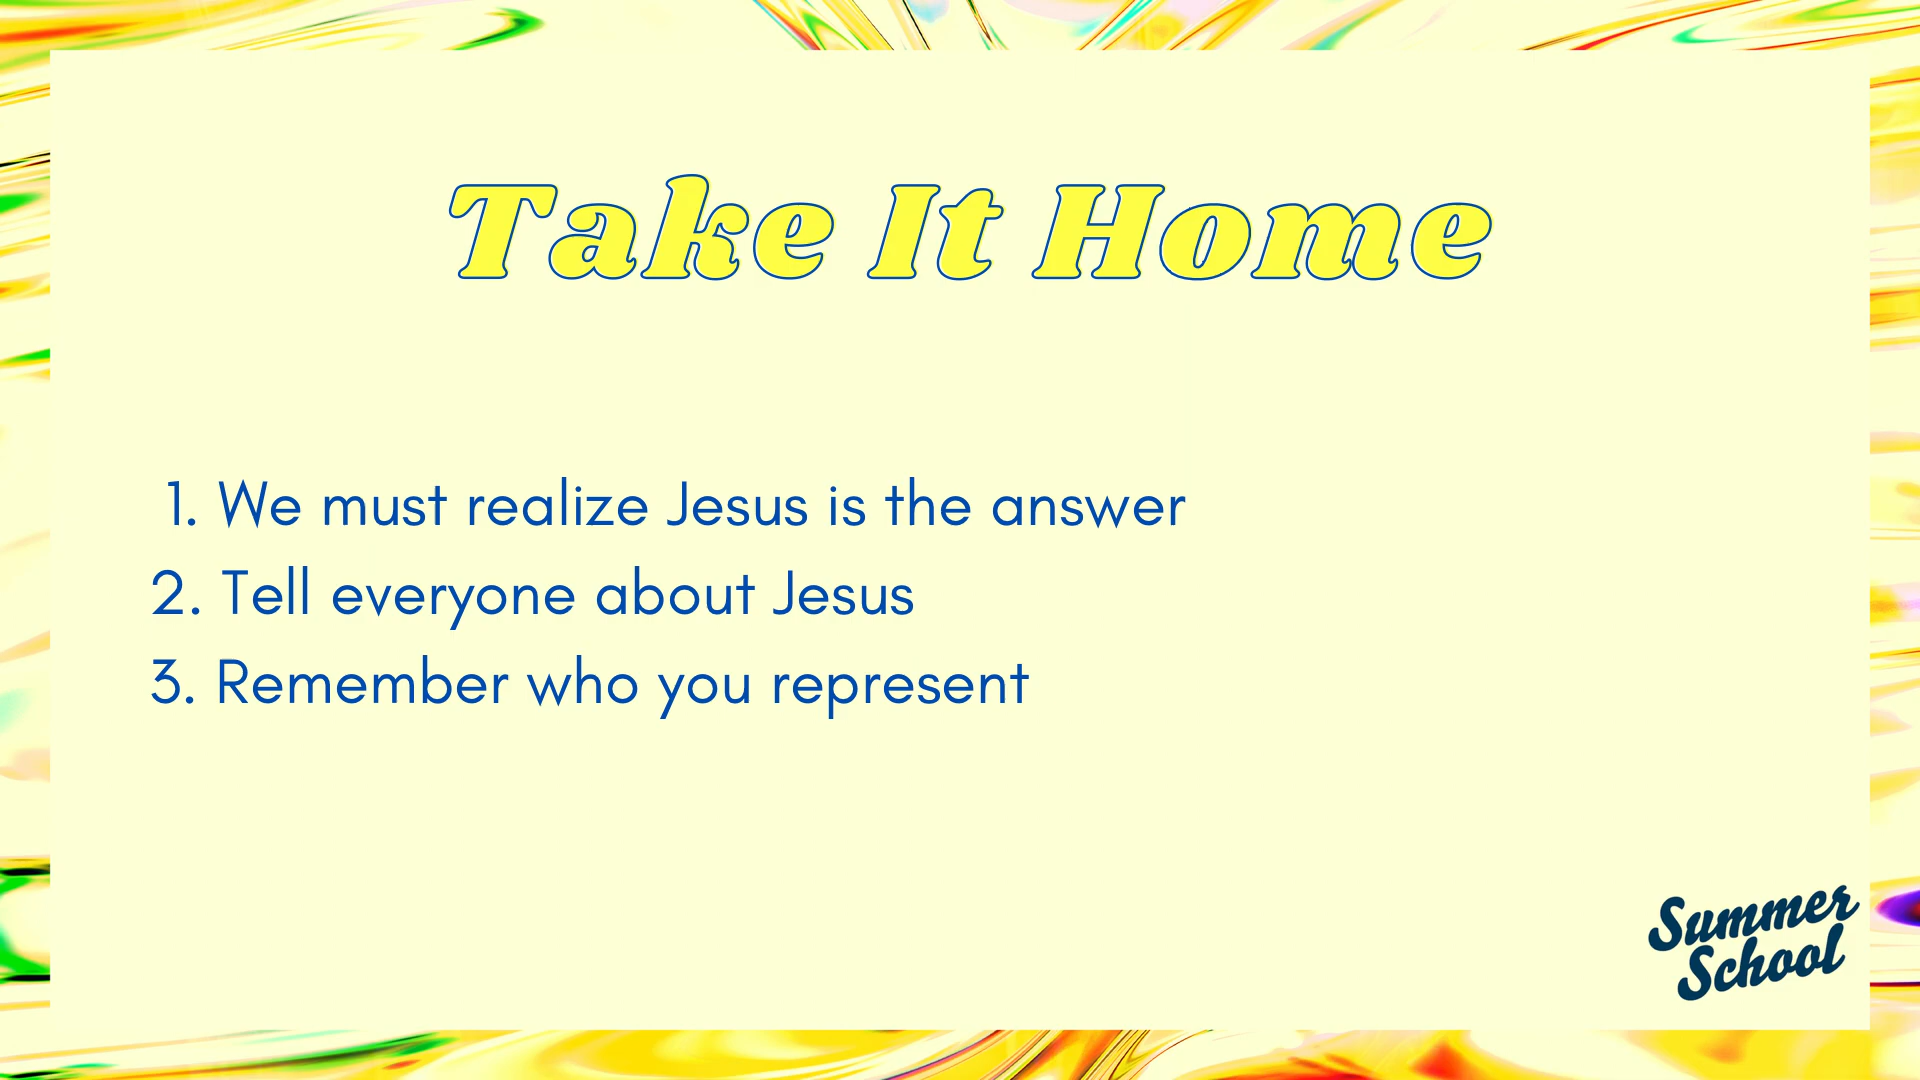 Take It Home
1. We must realize Jesus is the answer
2. Tell everyone about Jesus
3. Remember who you represent
Summer
School